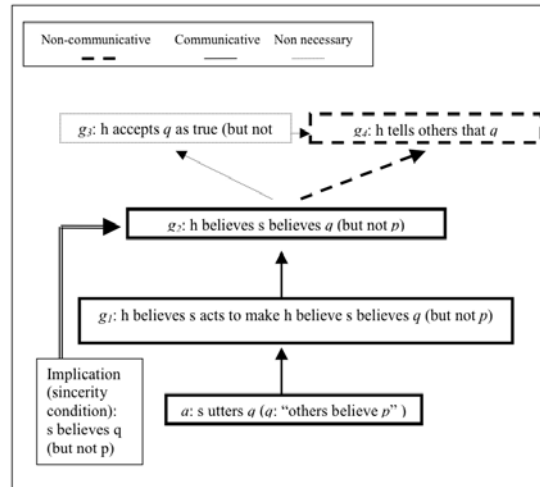 Non-communicative Communicative Non necessary
g3: h accepts q as true (but not
g4: h tells others that q
g2: h believes s believes q (but not p)
g1: h believes s acts to make h believe s believes q (but not p)
Implication
(sincerity
condition):
s believes q
(but not p)
a: s utters q (q: “others believe p” )